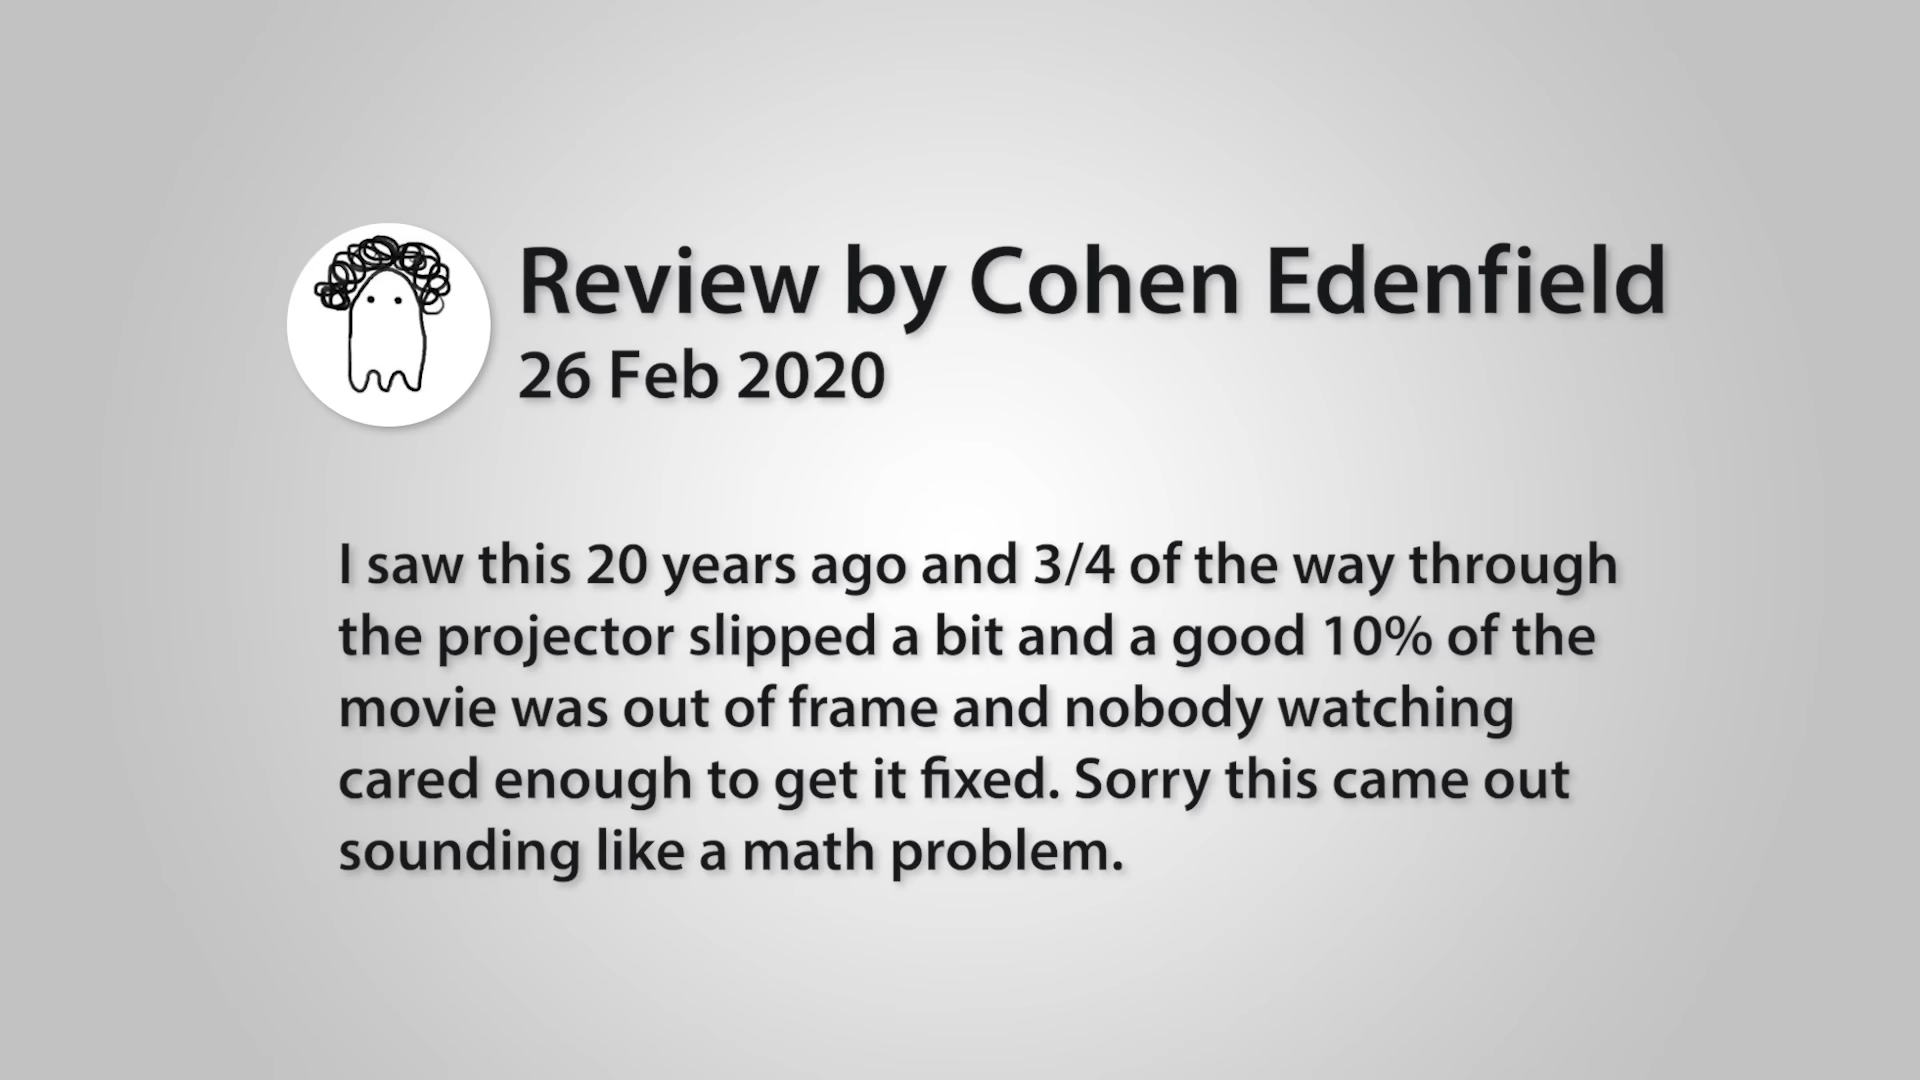 Review by Cohen Edenfield
26 Feb 2020
I saw this 20 years ago and 3/4 of the way through
the projector slipped a bit and a good 10% of the
movie was out of frame and nobody watching
cared enough to get it fixed. Sorry this came out
sounding like a math problem.